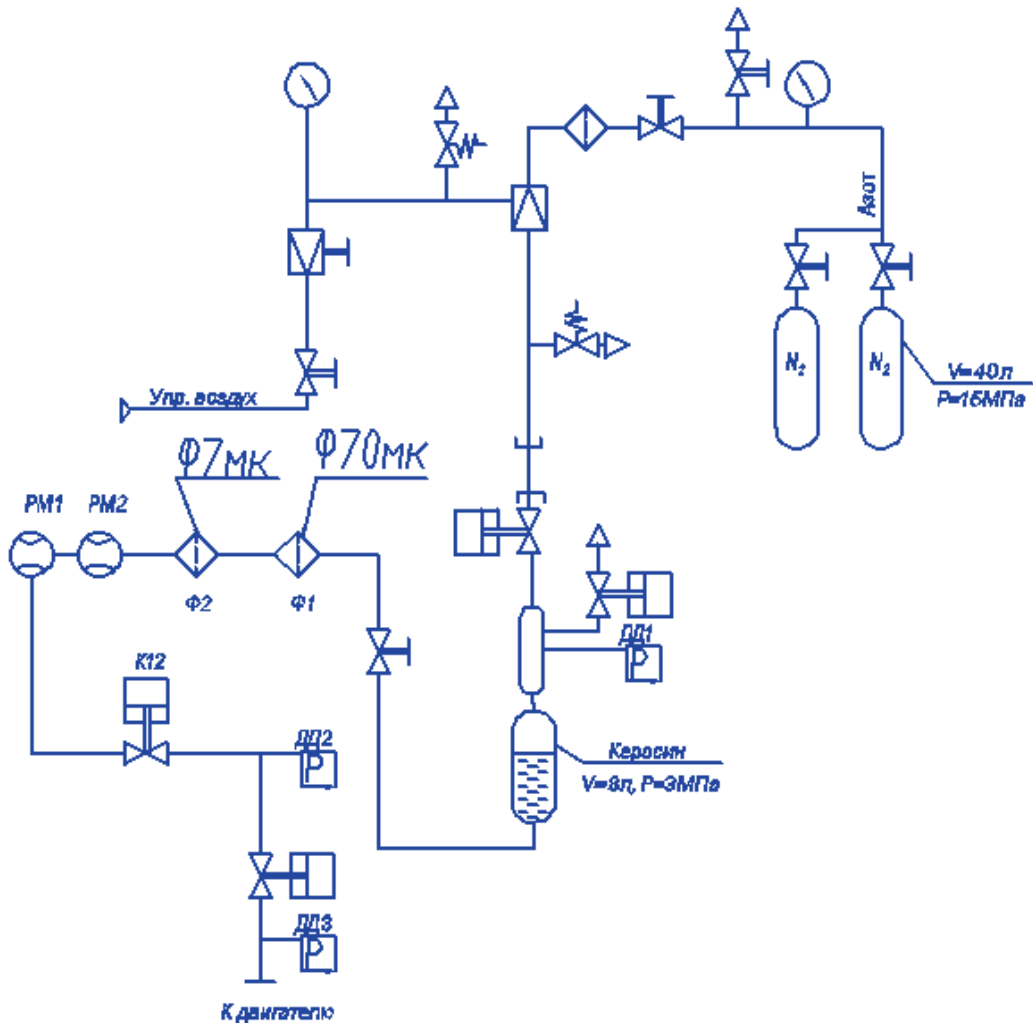 Азот
N₁
N₂
V=40л
P=15МПа
Упр. воздух
Ф7мк
Ф70мк
РМ1
РМ2
Ф2
Ф1
К12
ДД1
ДД2
Керосин
V=8л, P=3МПа
ДД3
К двигателю